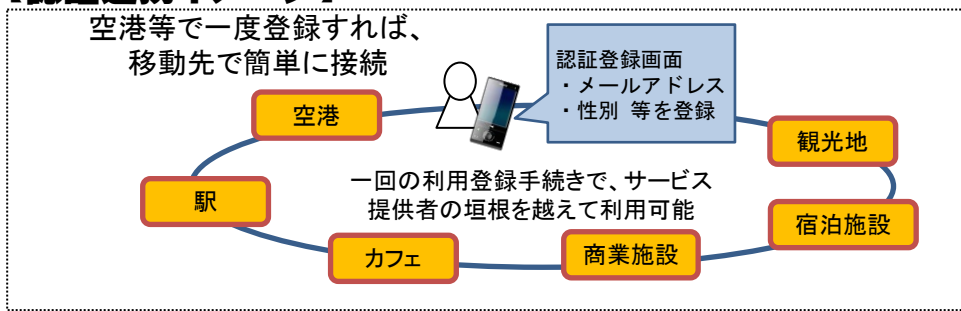 空港等で一度登録すれば、
移動先で簡単に接続
認証登録画面
・メールアドレス
・性別 等を登録
空港
観光地
駅
一回の利用登録手続きで、サービス
提供者の垣根を越えて利用可能
宿泊施設
カフェ
商業施設